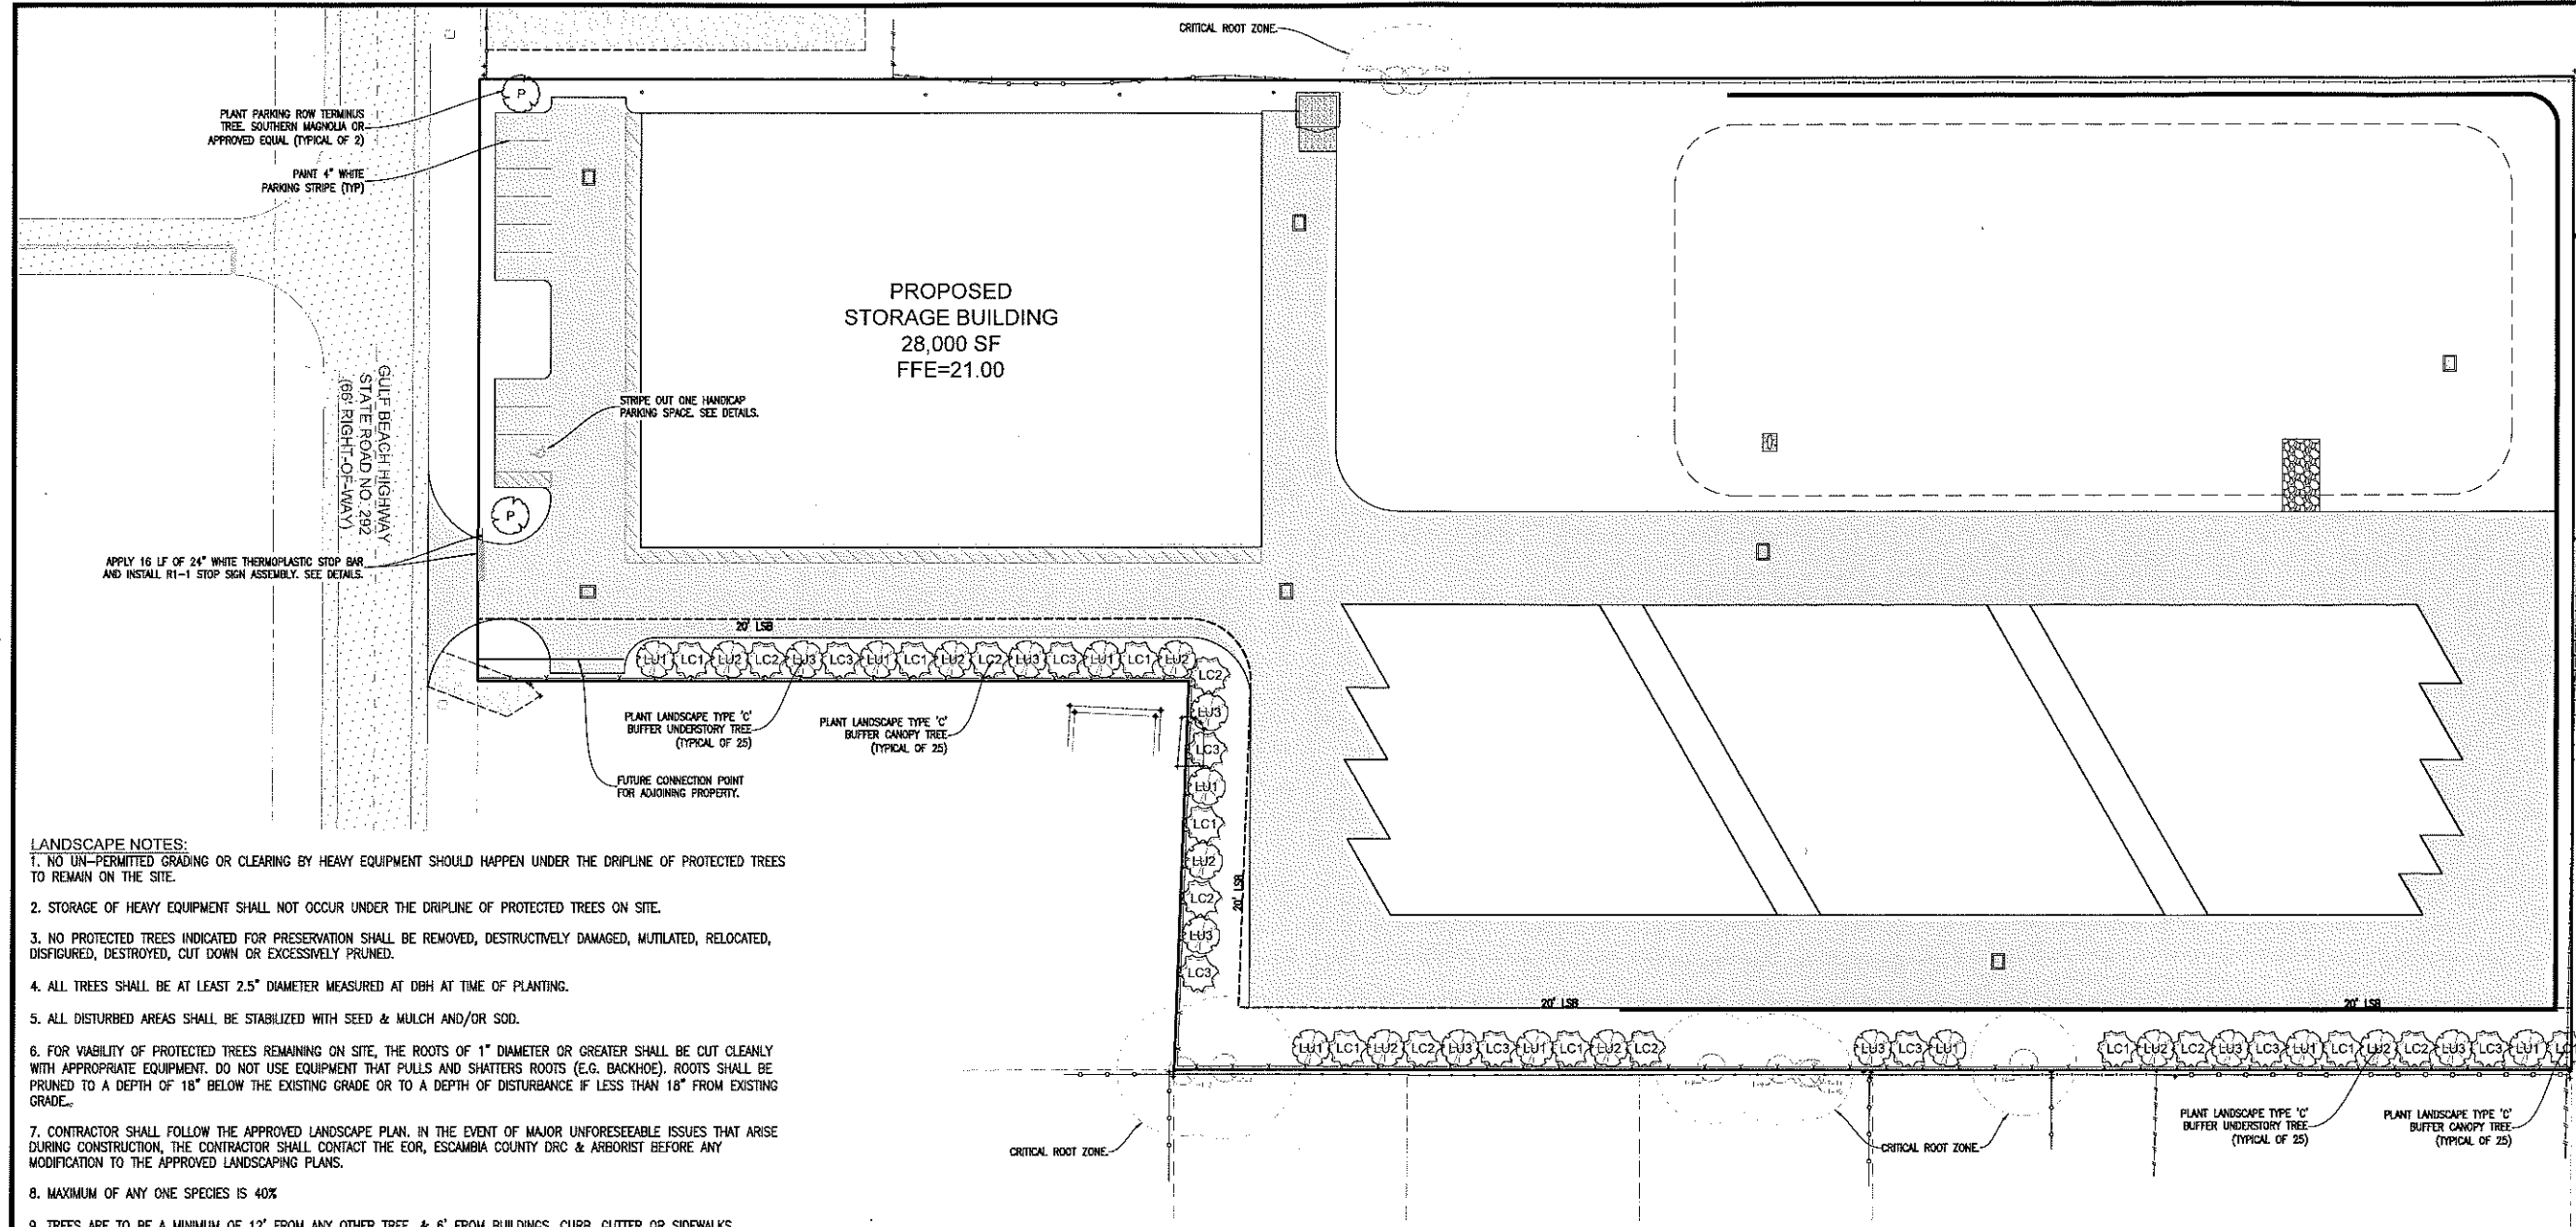 CRITICAL ROOT ZONE
PLANT PARKING ROW TERMINUS
TREE. SOUTHERN MAGNOLIA OR
APPROVED EQUAL (TYPICAL OF 2)
P
PAINT 4" WHITE
PARKING STRIPE (TYP)
PROPOSED
STORAGE BUILDING
28,000 SF
FFE=21.00
GULF BEACH HIGHWAY
STATE ROAD NO. 292
(66' RIGHT-OF-WAY)
STRIPE OUT ONE HANDICAP
PARKING SPACE. SEE DETAILS.
P
APPLY 16 LF OF 24" WHITE THERMOPLASTIC STOP BAR
AND INSTALL R1-1 STOP SIGN ASSEMBLY. SEE DETAILS.
20' LSB
LU1 LC1 LU2 LC2 LU3 LC3 LU1 LC1 LU2 LC2 LU3 LC3 LU1 LC1 LU2
LC2
LU3
LC3
LU1
LC1
LU2
LC2
LU3
LC3
20' LSB
PLANT LANDSCAPE TYPE 'C'
BUFFER UNDERSTORY TREE
(TYPICAL OF 25)
PLANT LANDSCAPE TYPE 'C'
BUFFER CANOPY TREE
(TYPICAL OF 25)
FUTURE CONNECTION POINT
FOR ADJOINING PROPERTY.
20' LSB
20' LSB
LU1 LC1 LU2 LC2 LU3 LC3 LU1 LC1 LU2 LC2
LU3 LC3 LU1
LC1 LU2 LC2 LU3 LC3 LU1 LC1 LU2 LC2 LU3 LC3 LU1
CRITICAL ROOT ZONE
CRITICAL ROOT ZONE
PLANT LANDSCAPE TYPE 'C'
BUFFER UNDERSTORY TREE
(TYPICAL OF 25)
PLANT LANDSCAPE TYPE 'C'
BUFFER CANOPY TREE
(TYPICAL OF 25)
LANDSCAPE NOTES:
1. NO UN-PERMITTED GRADING OR CLEARING BY HEAVY EQUIPMENT SHOULD HAPPEN UNDER THE DRIPLINE OF PROTECTED TREES
TO REMAIN ON THE SITE.
2. STORAGE OF HEAVY EQUIPMENT SHALL NOT OCCUR UNDER THE DRIPLINE OF PROTECTED TREES ON SITE.
3. NO PROTECTED TREES INDICATED FOR PRESERVATION SHALL BE REMOVED, DESTRUCTIVELY DAMAGED, MUTILATED, RELOCATED,
DISFIGURED, DESTROYED, CUT DOWN OR EXCESSIVELY PRUNED.
4. ALL TREES SHALL BE AT LEAST 2.5" DIAMETER MEASURED AT DBH AT TIME OF PLANTING.
5. ALL DISTURBED AREAS SHALL BE STABILIZED WITH SEED & MULCH AND/OR SOD.
6. FOR VIABILITY OF PROTECTED TREES REMAINING ON SITE, THE ROOTS OF 1" DIAMETER OR GREATER SHALL BE CUT CLEANLY
WITH APPROPRIATE EQUIPMENT. DO NOT USE EQUIPMENT THAT PULLS AND SHATTERS ROOTS (E.G. BACKHOE). ROOTS SHALL BE
PRUNED TO A DEPTH OF 18" BELOW THE EXISTING GRADE OR TO A DEPTH OF DISTURBANCE IF LESS THAN 18" FROM EXISTING
GRADE.
7. CONTRACTOR SHALL FOLLOW THE APPROVED LANDSCAPE PLAN. IN THE EVENT OF MAJOR UNFORESEEABLE ISSUES THAT ARISE
DURING CONSTRUCTION, THE CONTRACTOR SHALL CONTACT THE EOR, ESCAMBIA COUNTY DRC & ARBORIST BEFORE ANY
MODIFICATION TO THE APPROVED LANDSCAPING PLANS.
8. MAXIMUM OF ANY ONE SPECIES IS 40%
9. TREES ARE TO BE A MINIMUM OF 12' FROM ANY OTHER TREE, & 6' FROM BUILDINGS, CURB, GUTTER OR SIDEWALKS